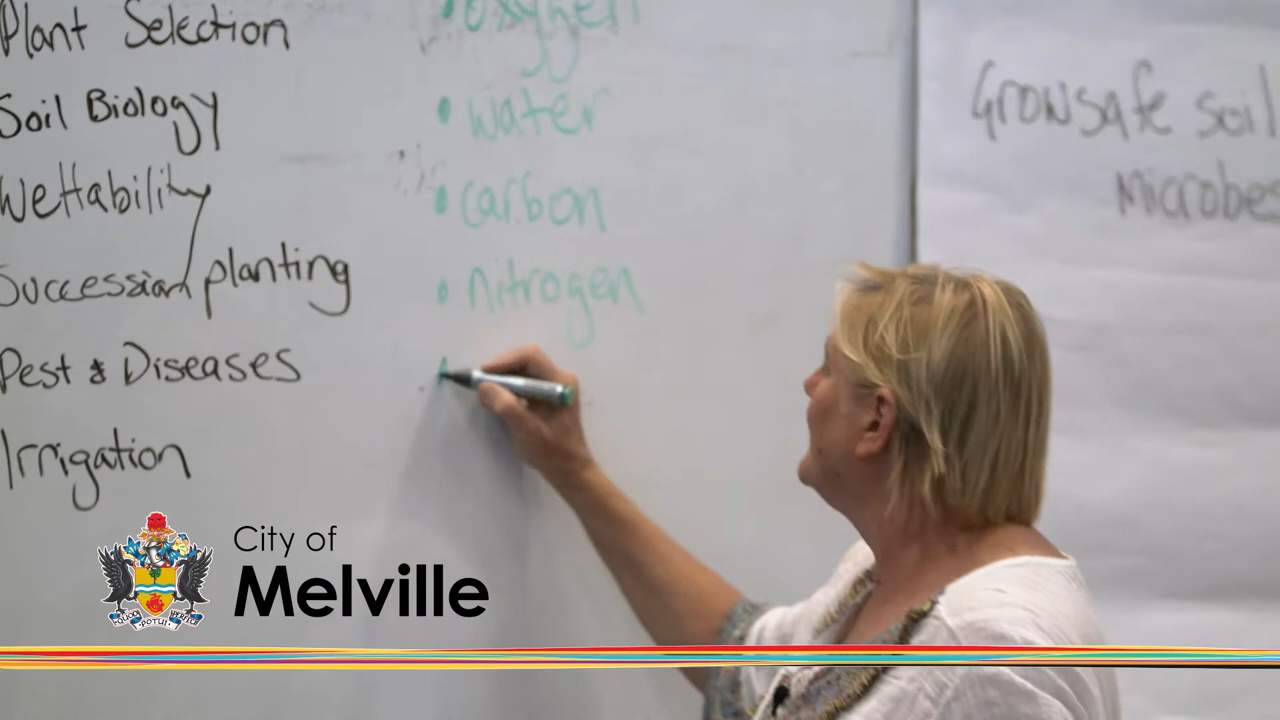 Plant Selection
Soil Biology
Wettability
Succession planting
Pest & Diseases
Irrigation
• oxygen
• water
• carbon
• nitrogen
Growsafe soil
Microbes
City of
Melville